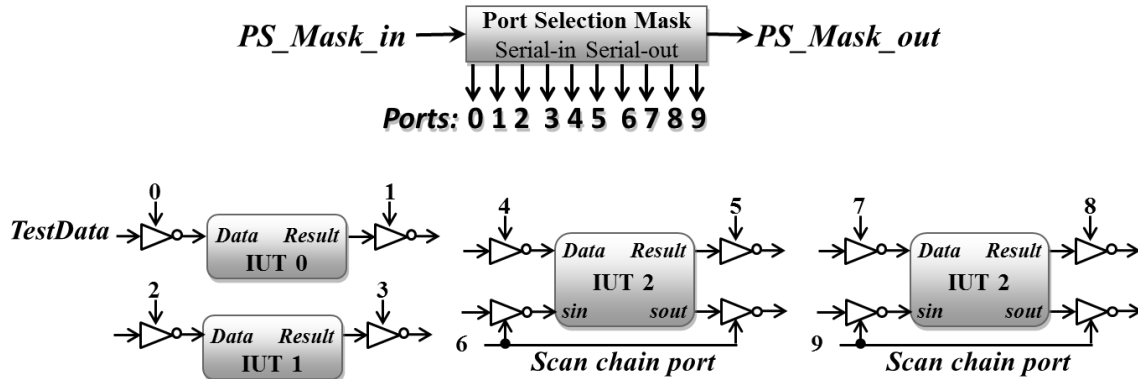 PS_Mask_in Port Selection Mask PS_Mask_out
Serial-in Serial-out
Ports: 0 1 2 3 4 5 6 7 8 9
0 1 4 5 7 8
TestData Data Result Data Result Data Result
IUT 0 IUT 2 IUT 2
2 3
Data Result sin sout sin sout
IUT 1 6 Scan chain port 9 Scan chain port